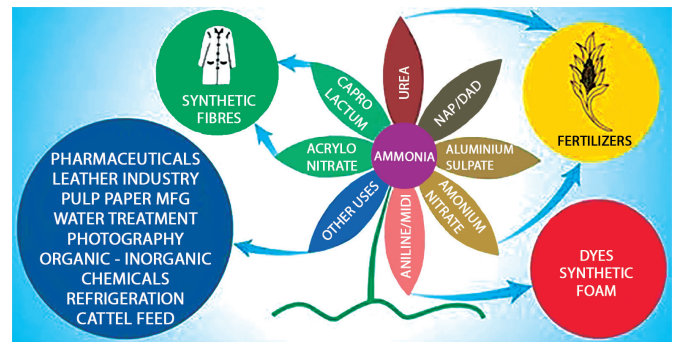 SYNTHETIC
FIBRES
CAPRO
LACTUM
UREA
NAP/DAD
FERTILIZERS
ACRYLO
NITRATE
AMMONIA
ALUMINIUM
SULPATE
PHARMACEUTICALS
LEATHER INDUSTRY
PULP PAPER MFG
WATER TREATMENT
PHOTOGRAPHY
ORGANIC - INORGANIC
CHEMICALS
REFRIGERATION
CATTEL FEED
OTHER USES
ANILINE/MIDI
AMONIUM
NITRATE
DYES
SYNTHETIC
FOAM